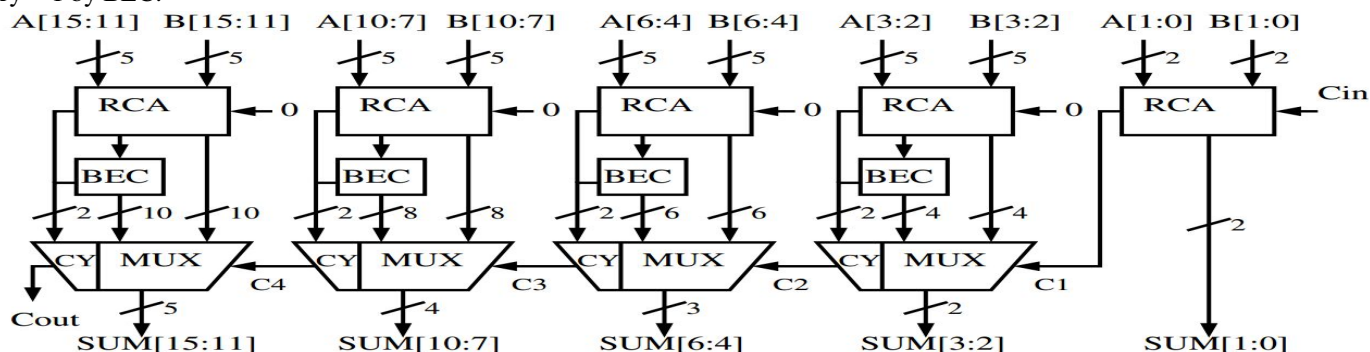 by BEC.
A[15:11] B[15:11] A[10:7] B[10:7] A[6:4] B[6:4] A[3:2] B[3:2] A[1:0] B[1:0]
5 5 5 5 5 5 5 5 2 2
RCA 0 RCA 0 RCA 0 RCA 0 RCA Cin
BEC BEC BEC BEC
2 10 10 2 8 8 2 6 6 2 4 4 2
CY MUX C4 CY MUX C3 CY MUX C2 CY MUX C1
Cout 5 4 3 2
SUM[15:11] SUM[10:7] SUM[6:4] SUM[3:2] SUM[1:0]